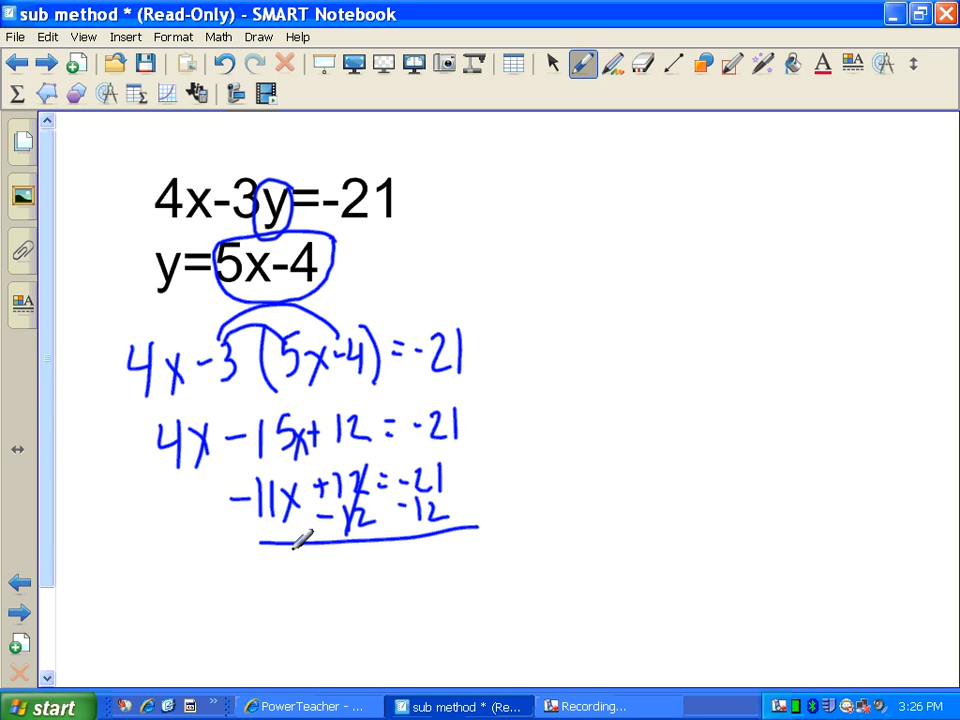 sub method * (Read-Only) - SMART Notebook
File Edit View Insert Format Math Draw Help
4x-3y=-21
y=5x-4
4x-3(5x-4)=-21
4x-15x+12=-21
-11x+12=-21
-12 -12
start PowerTeacher - ... sub method * (Re... Recording... 3:26 PM